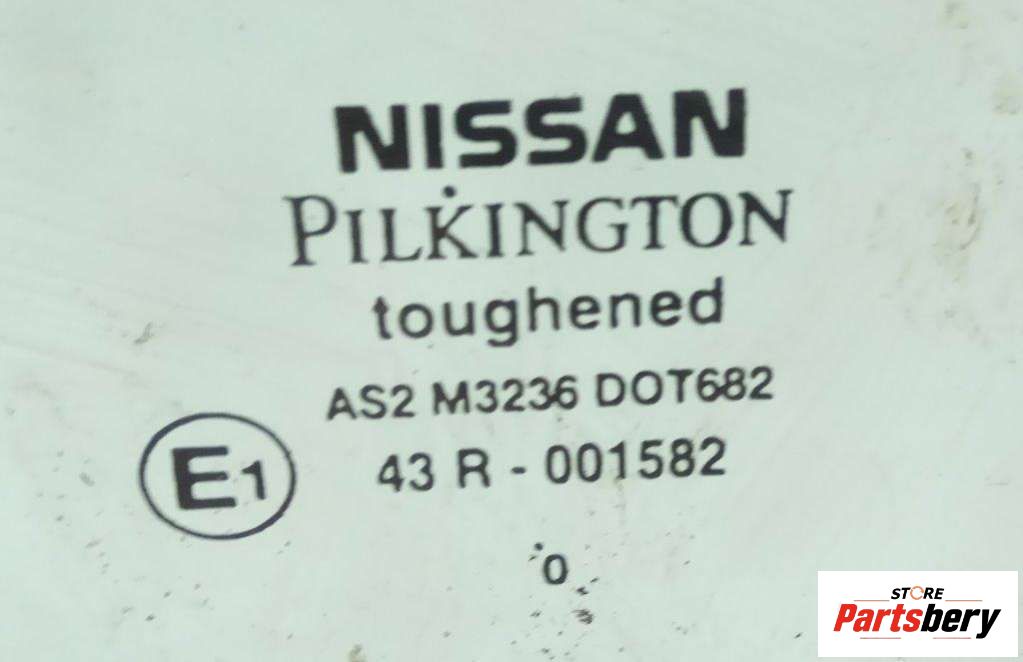 NISSAN
PILKINGTON
toughened
AS2 M3236 DOT682
E1
43 R - 001582
0
STORE
Partsbery